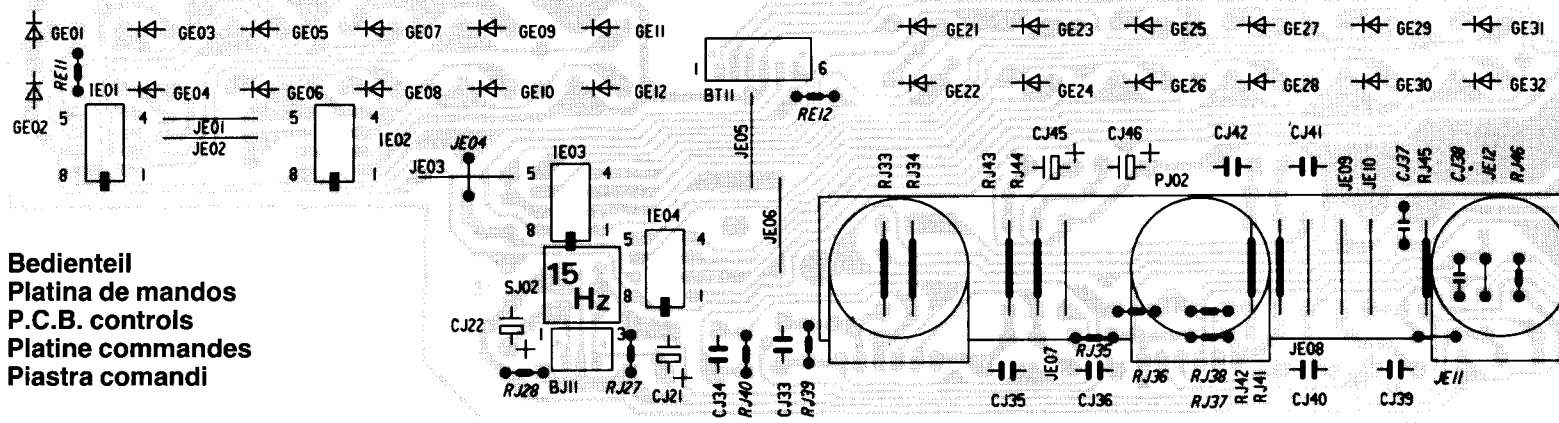 GE01 GE03 GE05 GE07 GE09 GE11 GE21 GE23 GE25 GE27 GE29 GE31
RE11
1 6
BT11
IE01 GE04 GE06 GE08 GE10 GE12 GE22 GE24 GE26 GE28 GE30 GE32
GE02
5 4 JE01 5 4 RE12
JE02 IE02
8 1 8 1
JE03 JE04 IE03 JE05
5 4
8 1
CJ45 CJ46 CJ42 CJ41
RJ33 RJ34 RJ43 RJ44 PJ02 JE09 JE10 CJ37 RJ45 CJ38 JE12 RJ46
IE04 JE06
5 4
8 1
Bedienteil
Platina de mandos
P.C.B. controls
Platine commandes
Piastra comandi
SJ02 15 Hz
CJ22 1 3
RJ28 BJ11 RJ27 CJ21 CJ34 RJ40 CJ33 RJ39
JE07 RJ35 JE08
RJ36 RJ38 RJ42 RJ41 JE11
CJ35 CJ36 RJ37 CJ40 CJ39